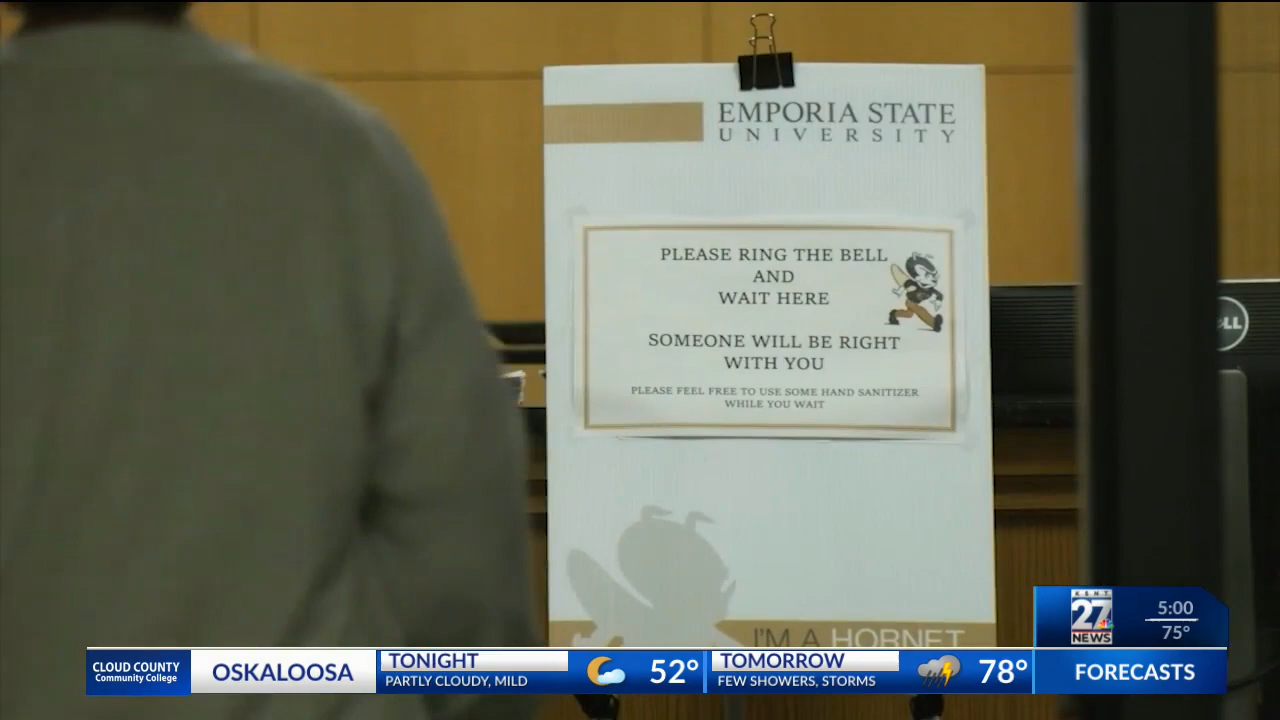 EMPORIA STATE
UNIVERSITY
PLEASE RING THE BELL
AND
WAIT HERE
SOMEONE WILL BE RIGHT
WITH YOU
PLEASE FEEL FREE TO USE SOME HAND SANITIZER
WHILE YOU WAIT
I'M A HORNET
KSNT
27
NEWS
5:00
75°
CLOUD COUNTY
Community College
OSKALOOSA
TONIGHT
PARTLY CLOUDY, MILD
52°
TOMORROW
FEW SHOWERS, STORMS
78°
FORECASTS